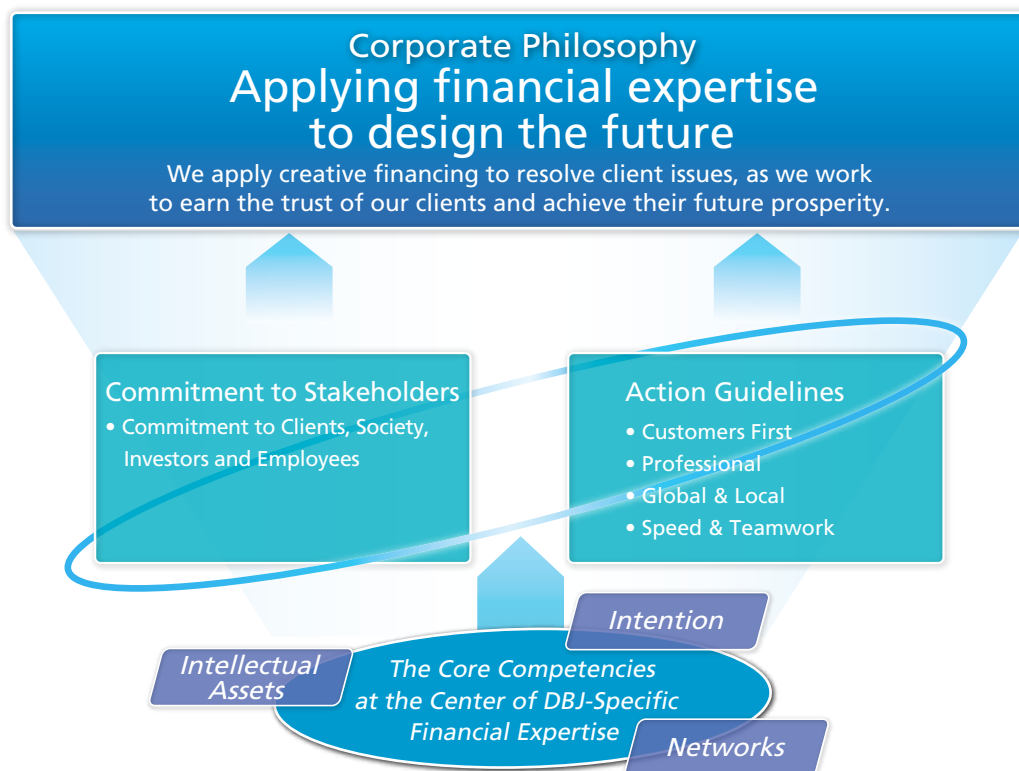 Corporate Philosophy
Applying financial expertise
to design the future
We apply creative financing to resolve client issues, as we work
to earn the trust of our clients and achieve their future prosperity.
Commitment to Stakeholders
• Commitment to Clients, Society,
Investors and Employees
Action Guidelines
• Customers First
• Professional
• Global & Local
• Speed & Teamwork
Intention
Intellectual
Assets
The Core Competencies
at the Center of DBJ-Specific
Financial Expertise
Networks